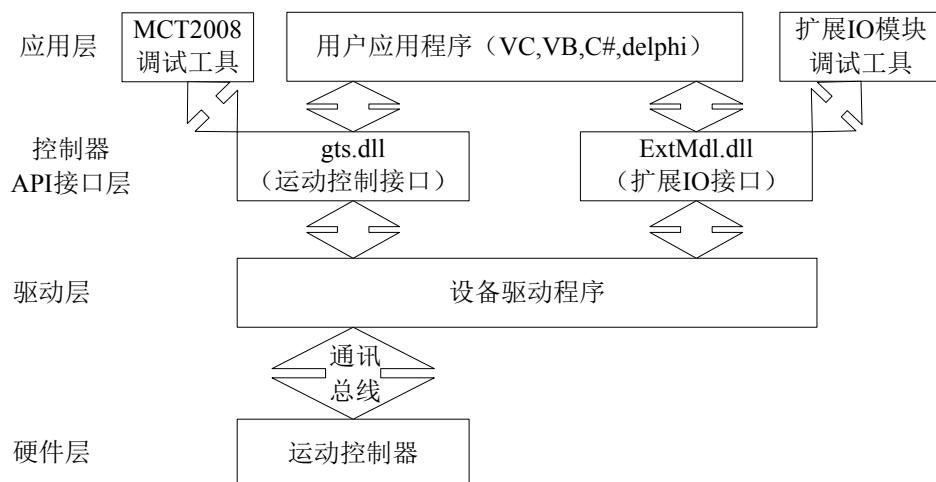 应用层
MCT2008
调试工具
用户应用程序（VC,VB,C#,delphi）
扩展IO模块
调试工具
控制器
API接口层
gts.dll
（运动控制接口）
ExtMdl.dll
（扩展IO接口）
驱动层
设备驱动程序
通讯
总线
硬件层
运动控制器